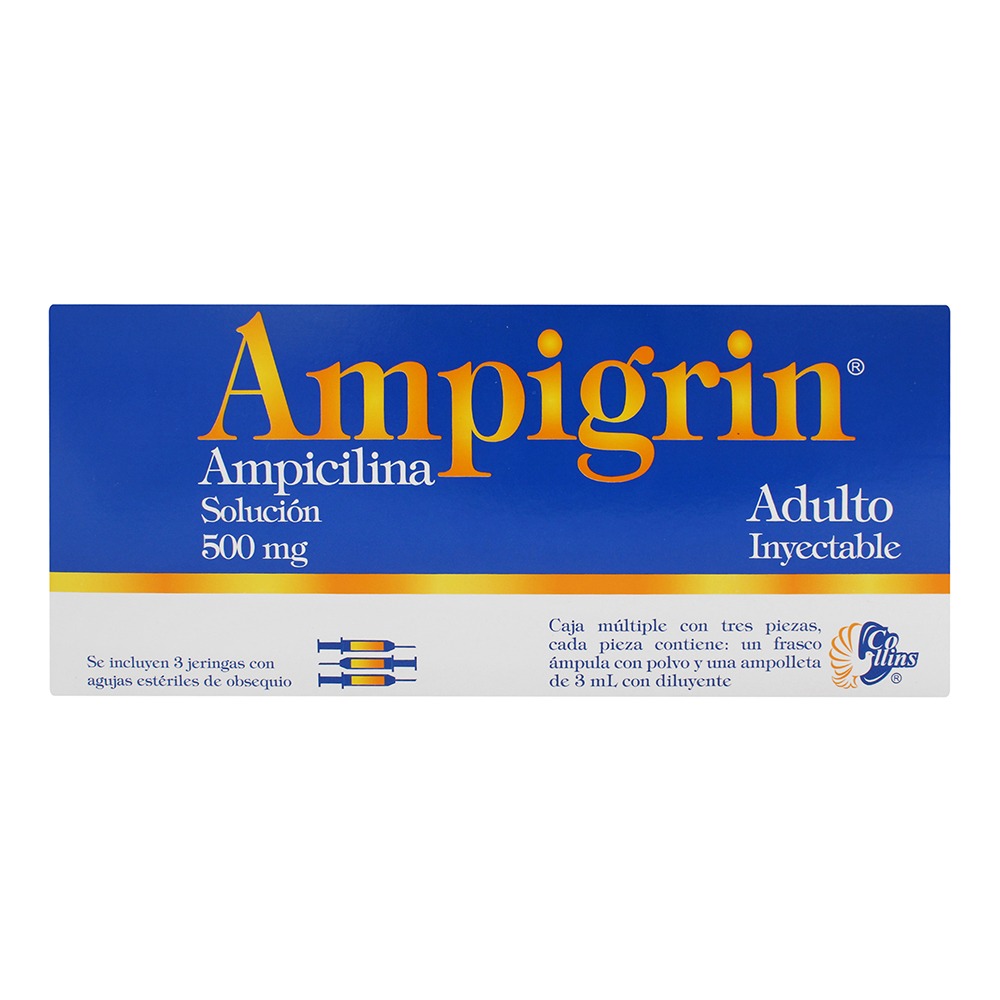 Ampigrin®
Ampicilina
Solución
500 mg
Adulto
Inyectable
Se incluyen 3 jeringas con
agujas estériles de obsequio
Caja múltiple con tres piezas,
cada pieza contiene: un frasco
ámpula con polvo y una ampolleta
de 3 mL con diluyente
Collins®